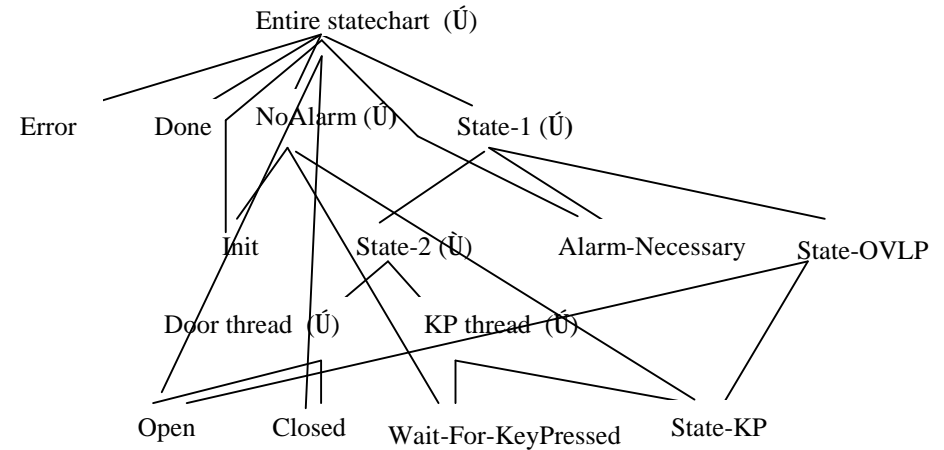 Entire statechart (Ú)
Error
Done
NoAlarm (Ú)
State-1 (Ú)
Init
State-2 (Ù)
Alarm-Necessary
State-OVLP
Door thread (Ú)
KP thread (Ú)
Open
Closed
Wait-For-KeyPressed
State-KP